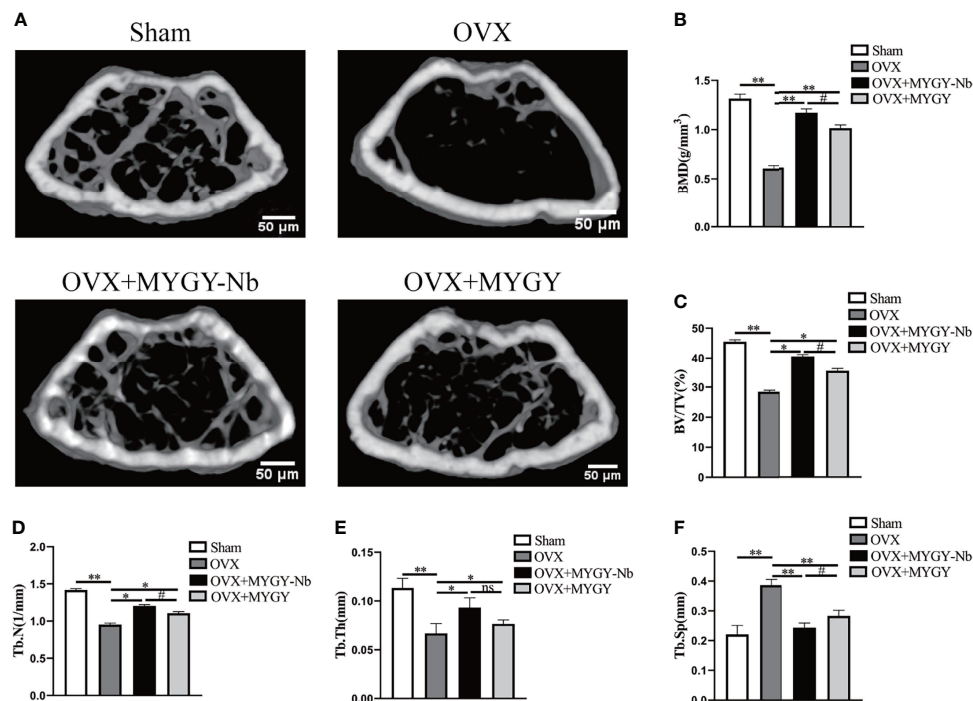 A
Sham
50 μm
OVX
50 μm
OVX+MYGY-Nb
50 μm
OVX+MYGY
50 μm
B
Sham
OVX
OVX+MYGY-Nb
OVX+MYGY
BMD(g/mm³)
1.5
1.0
0.5
0.0
**
**
**
#
C
Sham
OVX
OVX+MYGY-Nb
OVX+MYGY
BV/TV(%)
50
40
30
20
10
0
**
*
*
#
D
Sham
OVX
OVX+MYGY-Nb
OVX+MYGY
Tb.N(1/mm)
2.0
1.5
1.0
0.5
0.0
**
*
*
#
E
Sham
OVX
OVX+MYGY-Nb
OVX+MYGY
Tb.Th(mm)
0.15
0.10
0.05
0.00
**
*
*
ns
F
Sham
OVX
OVX+MYGY-Nb
OVX+MYGY
Tb.Sp(mm)
0.5
0.4
0.3
0.2
0.1
0.0
**
**
**
#